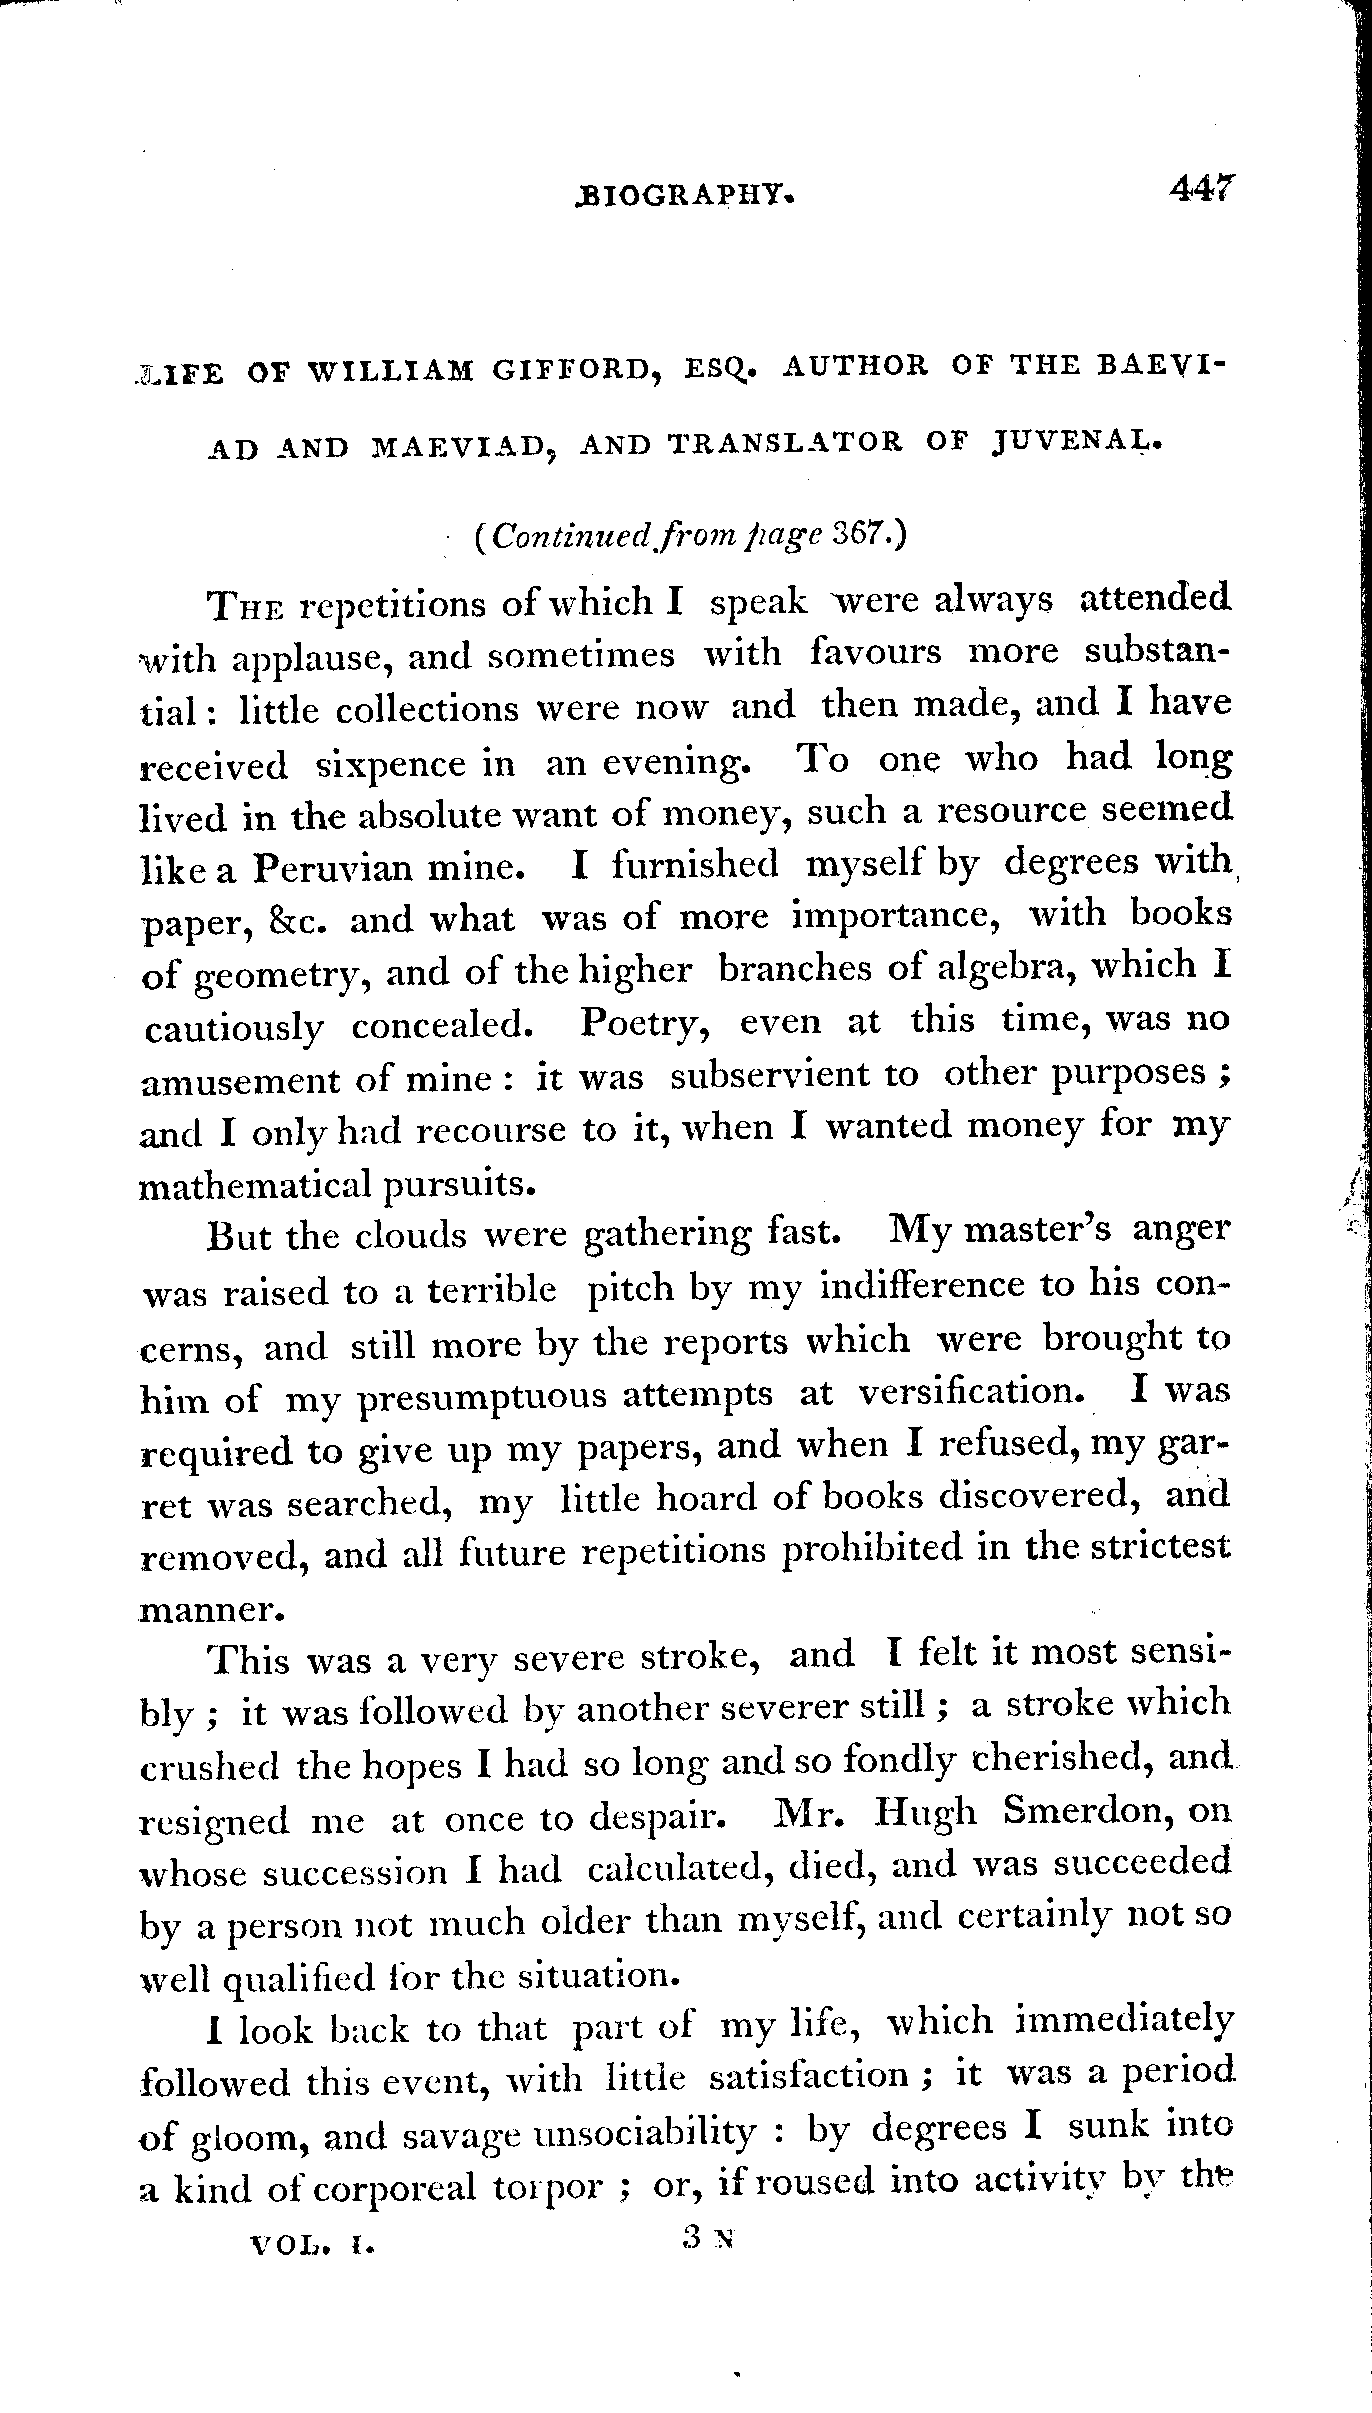 BIOGRAPHY. 447
LIFE OF WILLIAM GIFFORD, ESQ. AUTHOR OF THE BAEVI-
AD AND MAEVIAD, AND TRANSLATOR OF JUVENAL.
(Continued from page 367.)
THE repetitions of which I speak were always attended
with applause, and sometimes with favours more substan-
tial : little collections were now and then made, and I have
received sixpence in an evening. To one who had long
lived in the absolute want of money, such a resource seemed
like a Peruvian mine. I furnished myself by degrees with,
paper, &c. and what was of more importance, with books
of geometry, and of the higher branches of algebra, which I
cautiously concealed. Poetry, even at this time, was no
amusement of mine : it was subservient to other purposes ;
and I only had recourse to it, when I wanted money for my
mathematical pursuits.
But the clouds were gathering fast. My master's anger
was raised to a terrible pitch by my indifference to his con-
cerns, and still more by the reports which were brought to
him of my presumptuous attempts at versification. I was
required to give up my papers, and when I refused, my gar-
ret was searched, my little hoard of books discovered, and
removed, and all future repetitions prohibited in the strictest
manner.
This was a very severe stroke, and I felt it most sensi-
bly ; it was followed by another severer still ; a stroke which
crushed the hopes I had so long and so fondly cherished, and
resigned me at once to despair. Mr. Hugh Smerdon, on
whose succession I had calculated, died, and was succeeded
by a person not much older than myself, and certainly not so
well qualified for the situation.
I look back to that part of my life, which immediately
followed this event, with little satisfaction ; it was a period
of gloom, and savage unsociability : by degrees I sunk into
a kind of corporeal torpor ; or, if roused into activity by the
VOL. I. 3 N